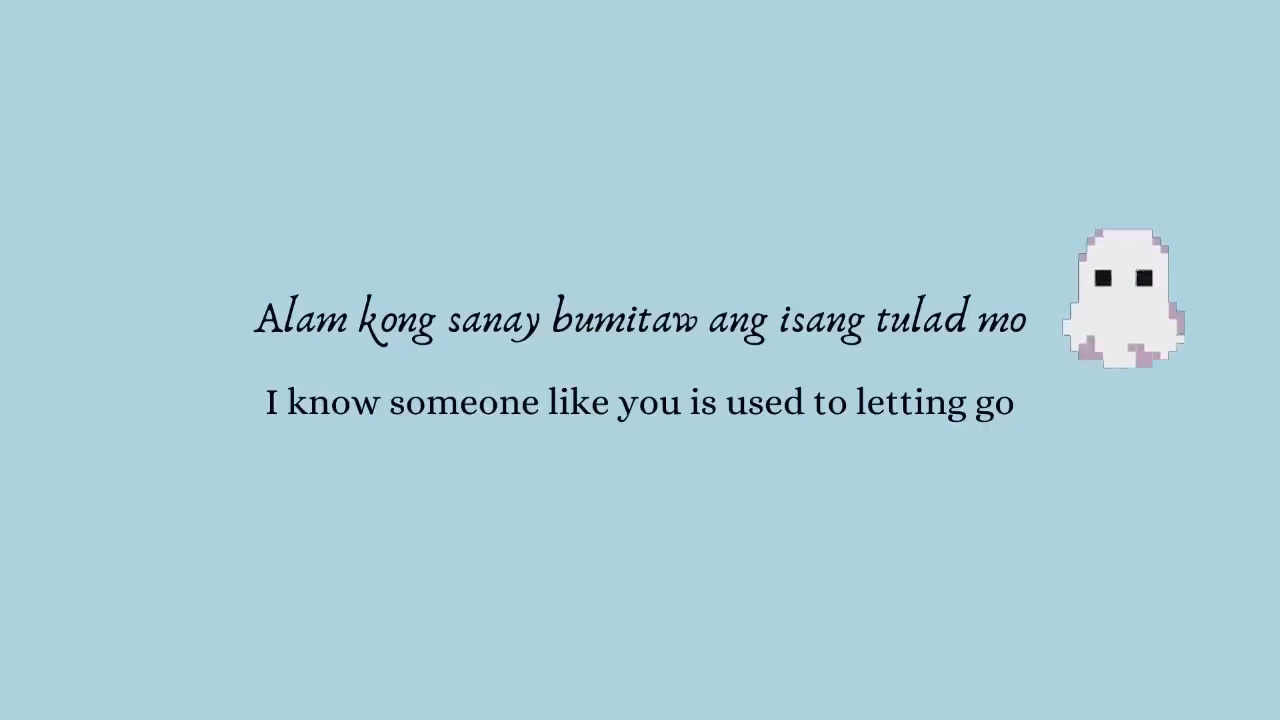 Alam kong sanay bumitaw ang isang tulad mo
I know someone like you is used to letting go